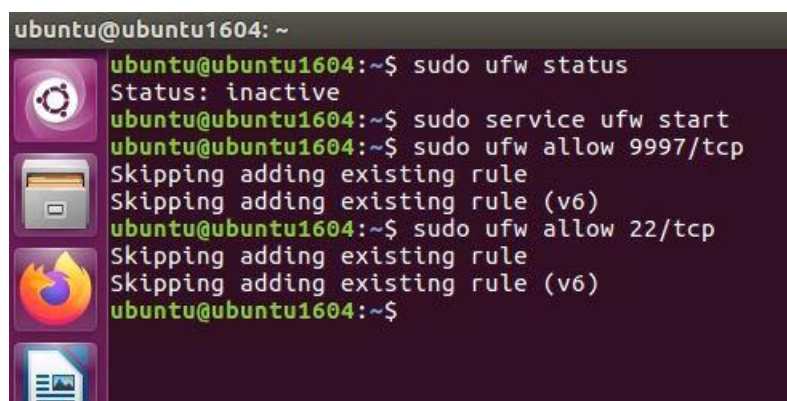 ubuntu@ubuntu1604: ~
ubuntu@ubuntu1604:~$ sudo ufw status
Status: inactive
ubuntu@ubuntu1604:~$ sudo service ufw start
ubuntu@ubuntu1604:~$ sudo ufw allow 9997/tcp
Skipping adding existing rule
Skipping adding existing rule (v6)
ubuntu@ubuntu1604:~$ sudo ufw allow 22/tcp
Skipping adding existing rule
Skipping adding existing rule (v6)
ubuntu@ubuntu1604:~$